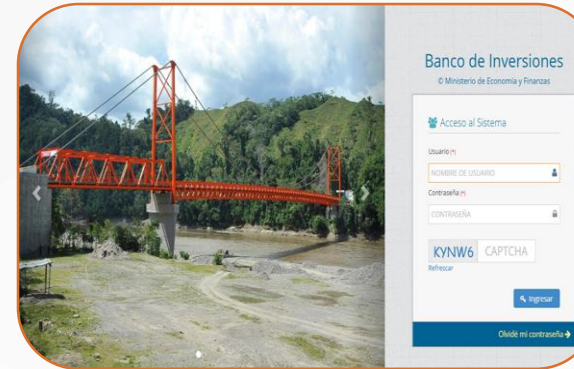 Banco de Inversiones
© Ministerio de Economía y Finanzas
Acceso al Sistema
Usuario (*)
NOMBRE DE USUARIO
Contraseña (*)
CONTRASEÑA
KYNW6 CAPTCHA
Refrescar
Ingresar
Olvidé mi contraseña